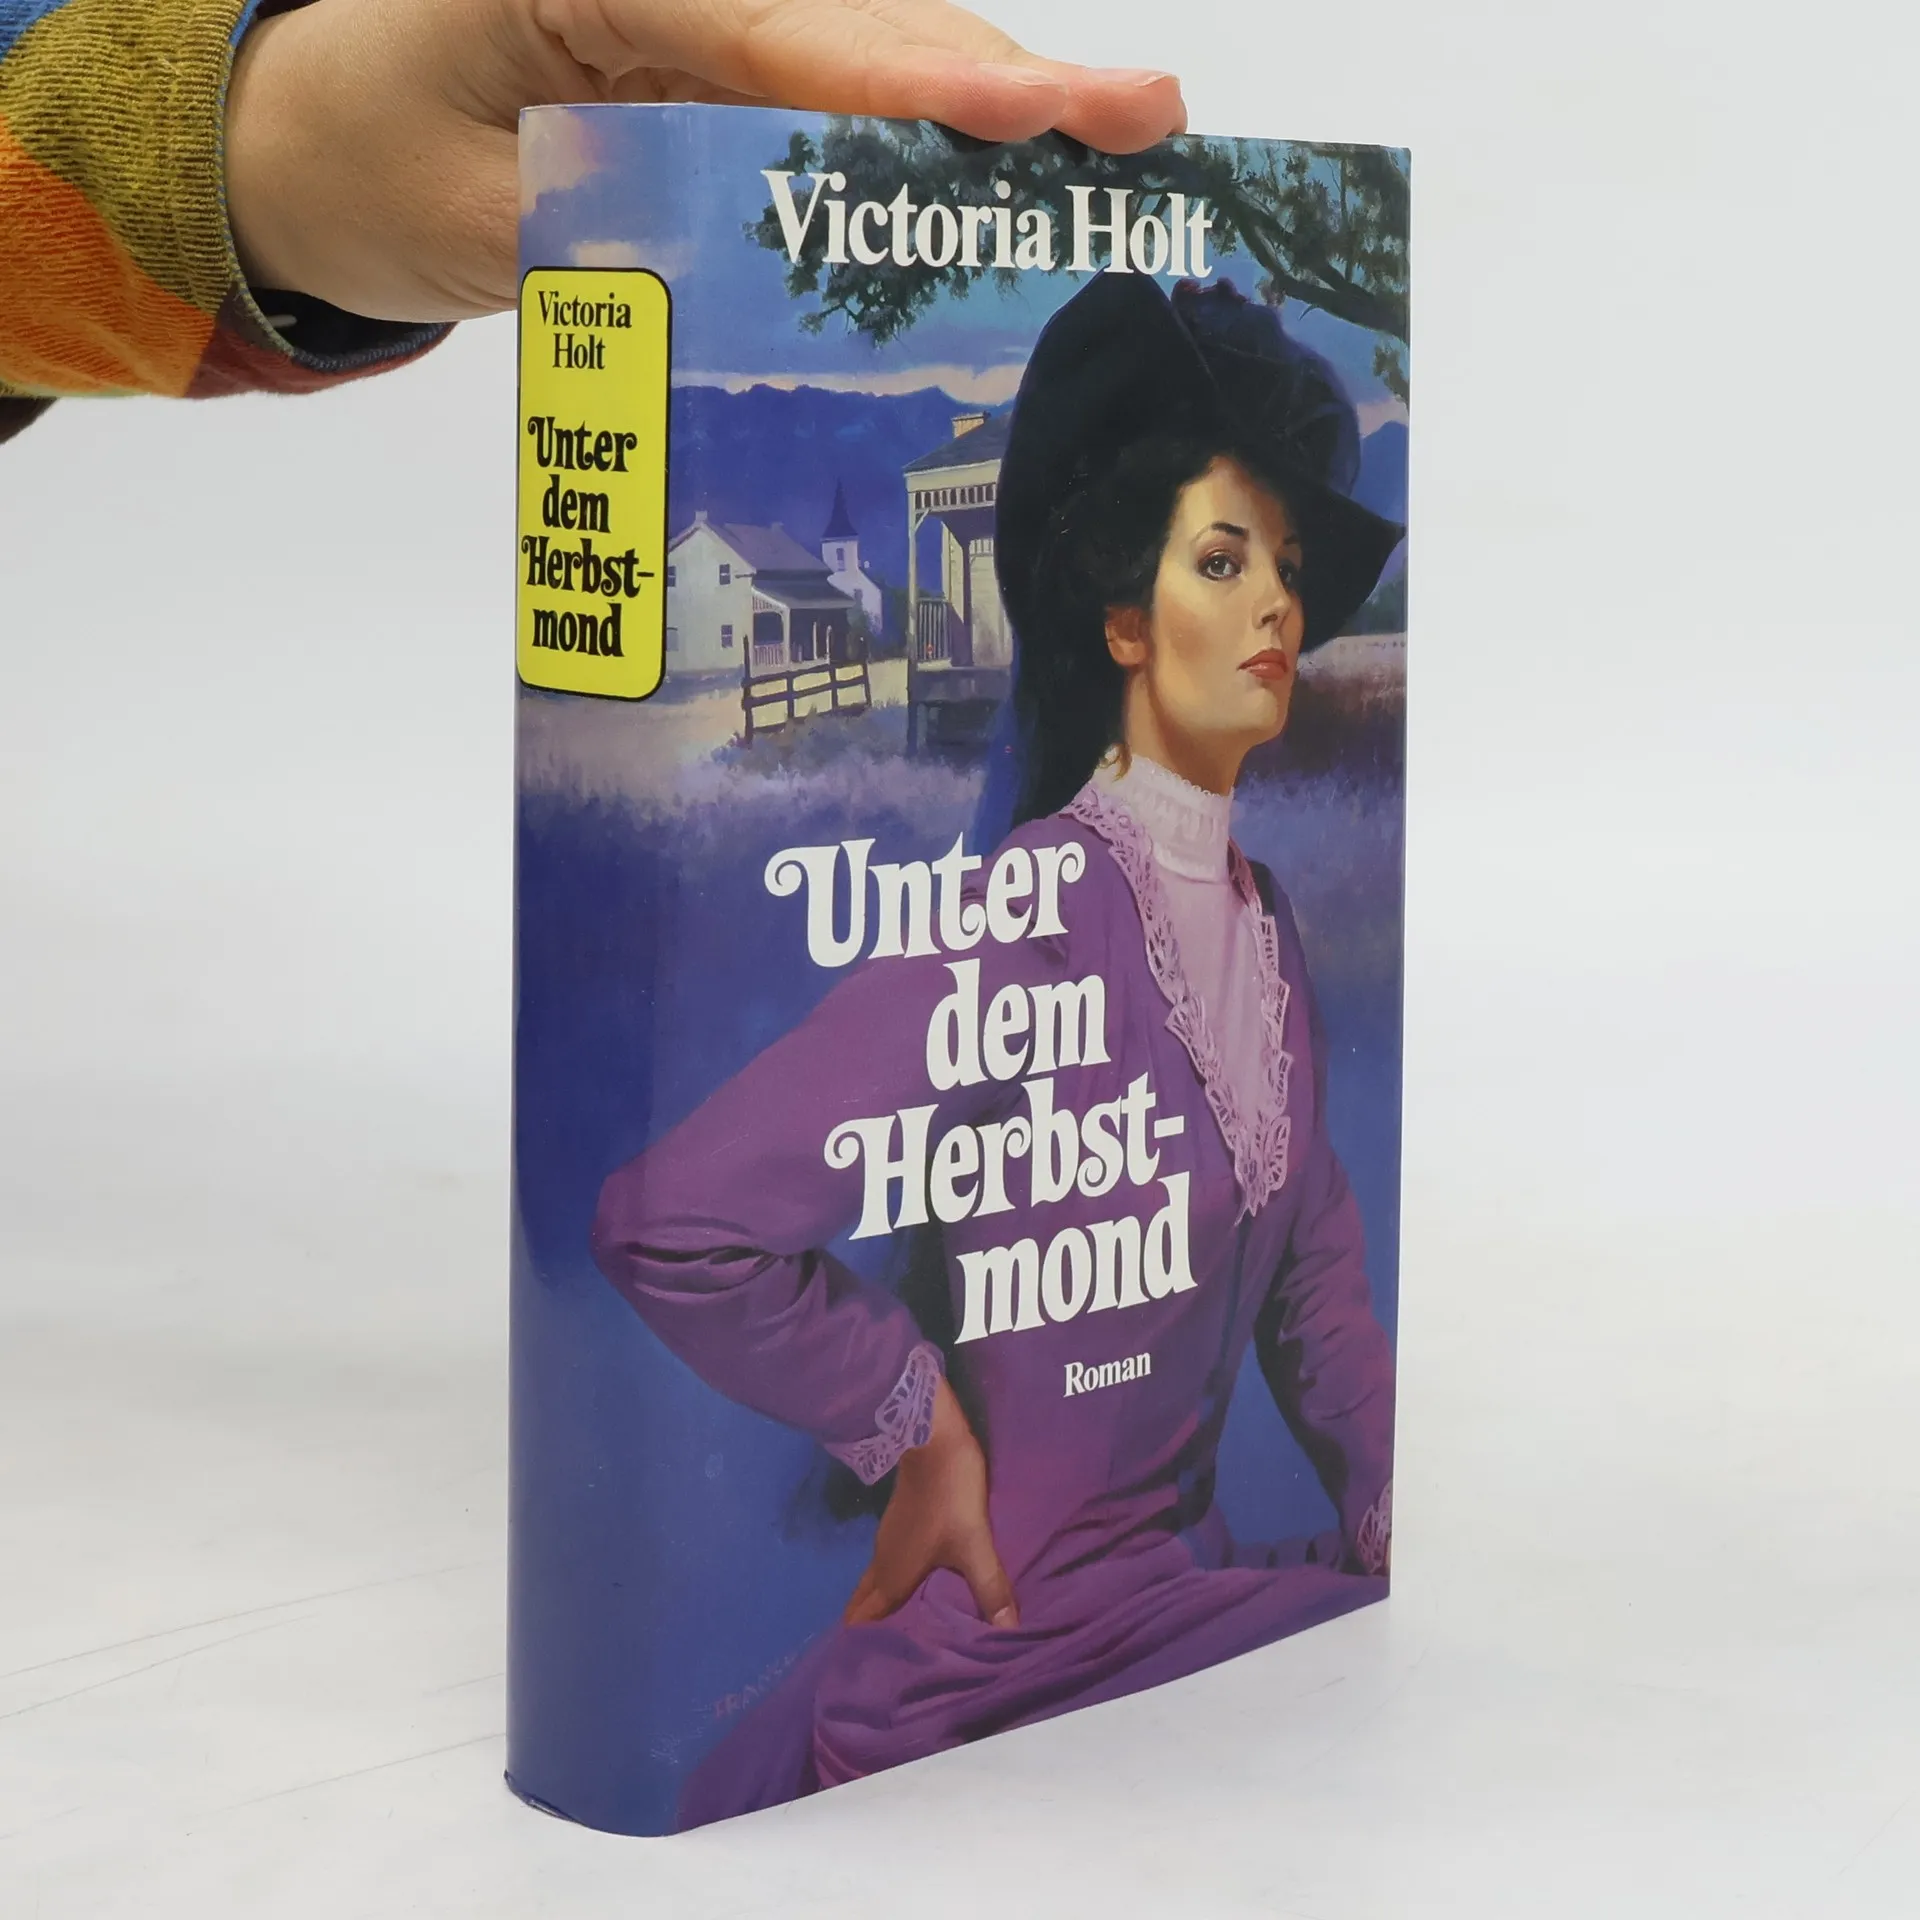 Victoria Holt
Unter
dem
Herbst-
mond
Roman
Victoria
Holt
Unter
dem
Herbst-
mond